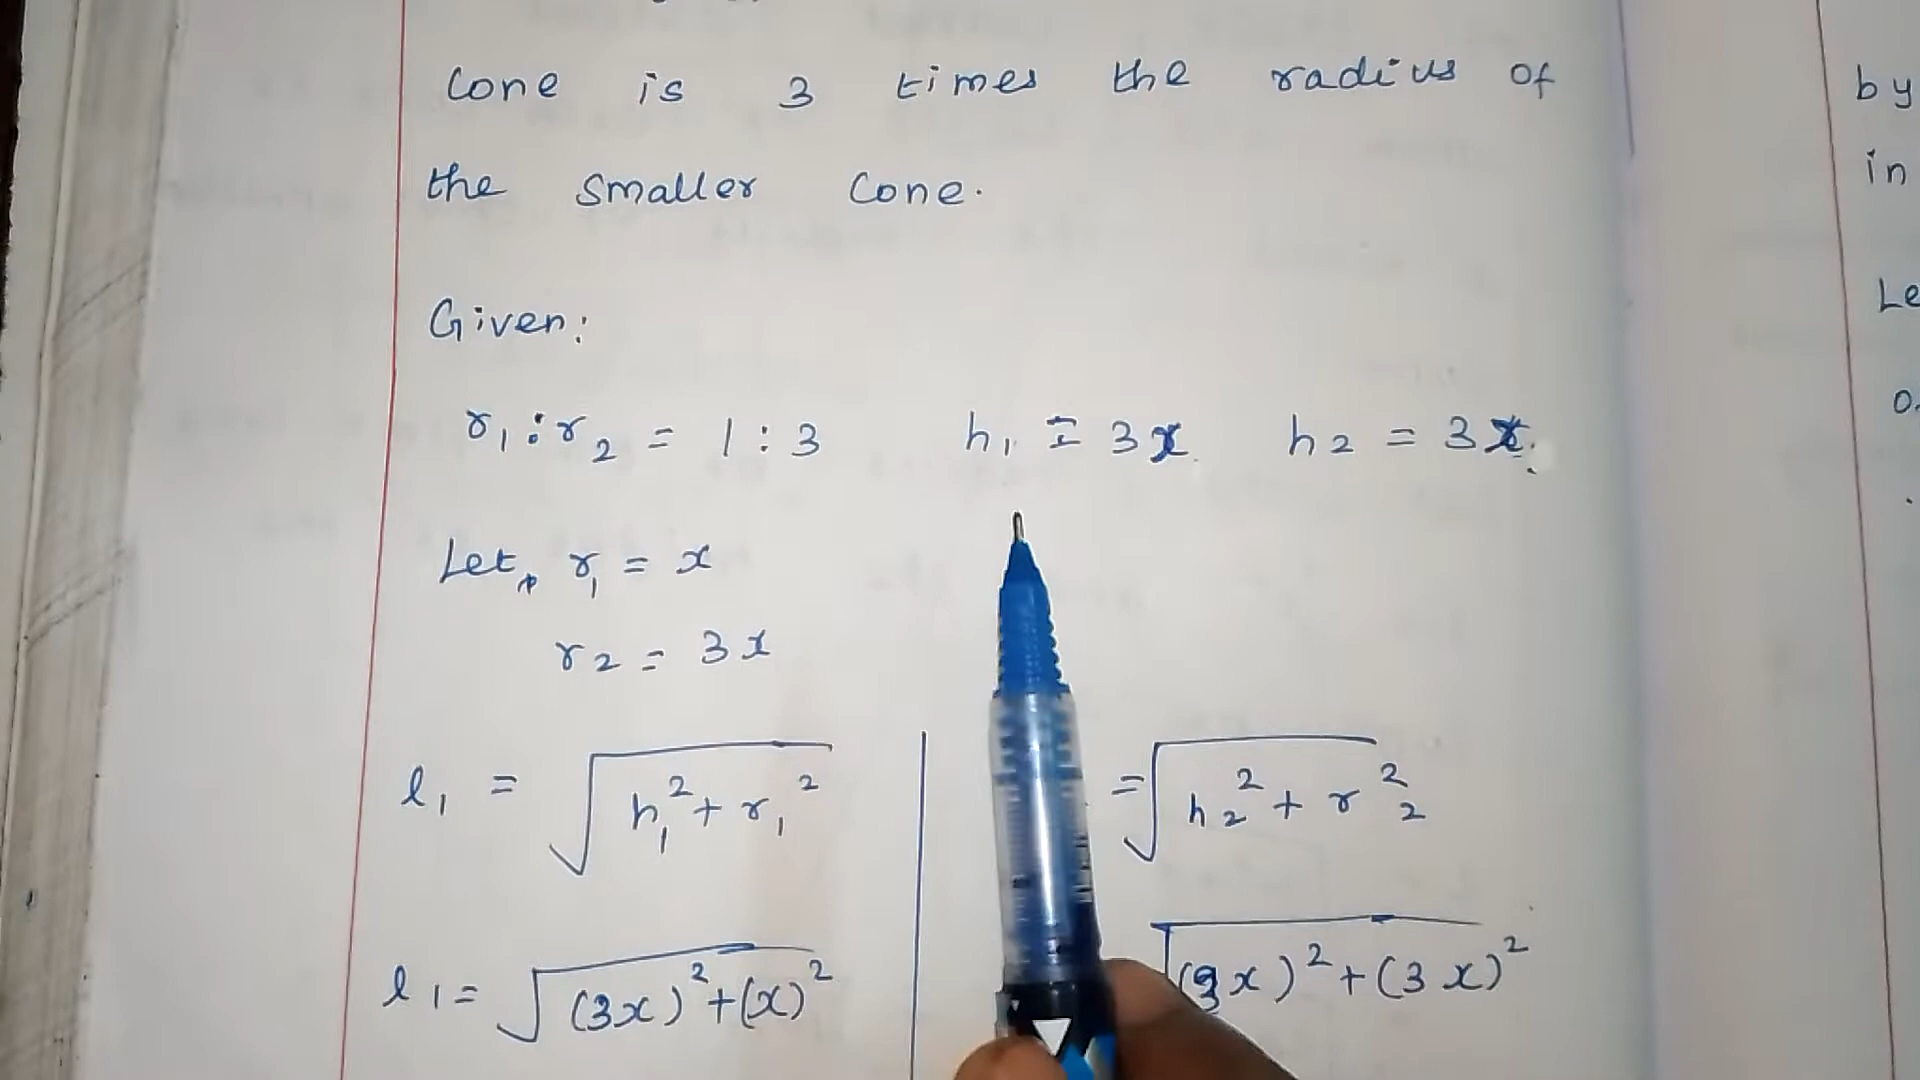 Cone is 3 times the radius of
the smaller cone.
Given:
r₁ : r₂ = 1 : 3 h₁ = 3x h₂ = 3x
Let, r₁ = x
r₂ = 3x
l₁ = √(h₁² + r₁²) = √(h₂² + r₂²)
l₁ = √((3x)² + (x)²) √((3x)² + (3x)²)
by
in
Le